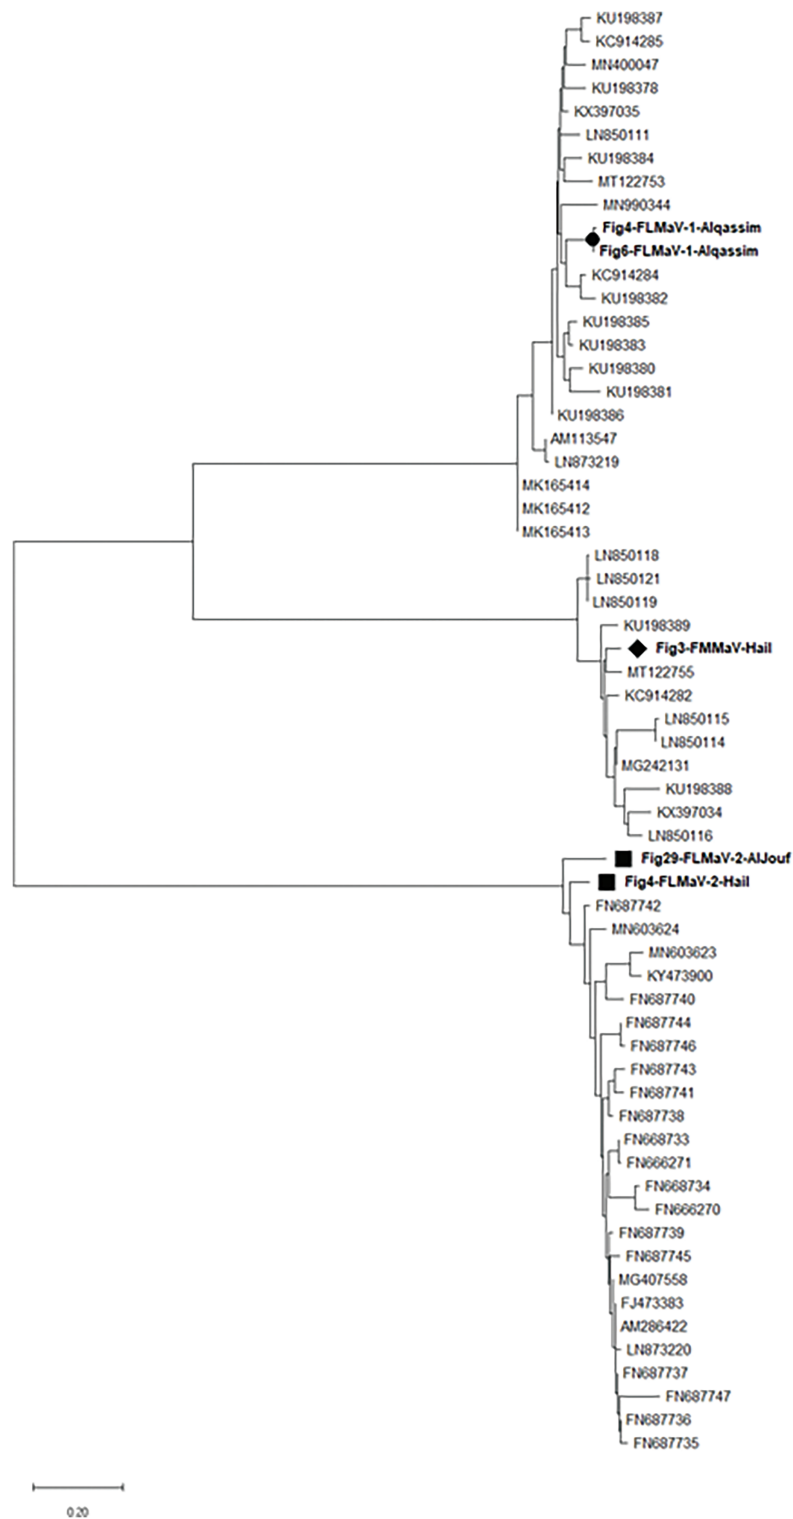 KU198387
KC914285
MN400047
KU198378
KX397035
LN850111
KU198384
MT122753
MN990344
Fig4-FLMaV-1-Alqassim
Fig6-FLMaV-1-Alqassim
KC914284
KU198382
KU198385
KU198383
KU198380
KU198381
KU198386
AM113547
LN873219
MK165414
MK165412
MK165413
LN850118
LN850121
LN850119
KU198389
Fig3-FMMaV-Hail
MT122755
KC914282
LN850115
LN850114
MG242131
KU198388
KX397034
LN850116
Fig29-FLMaV-2-AlJouf
Fig4-FLMaV-2-Hail
FN687742
MN603624
MN603623
KY473900
FN687740
FN687744
FN687746
FN687743
FN687741
FN687738
FN668733
FN666271
FN668734
FN666270
FN687739
FN687745
MG407558
FJ473383
AM286422
LN873220
FN687737
FN687747
FN687736
FN687735
0.20